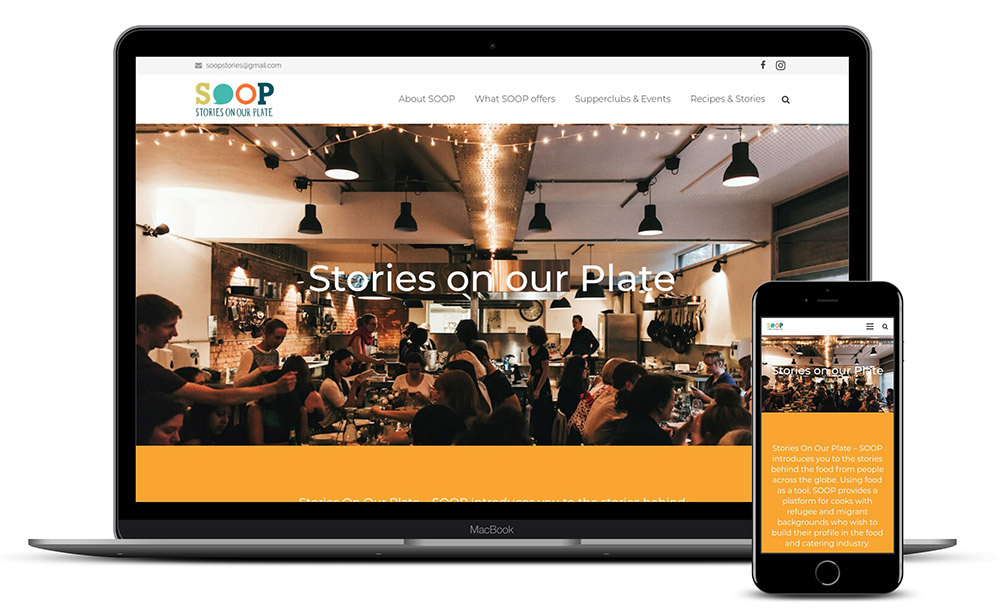 soopstories@gmail.com
SOOP
STORIES ON OUR PLATE
About SOOP What SOOP offers Supperclubs & Events Recipes & Stories
Stories on our Plate
Stories On Our Plate – SOOP introduces you to the stories behind
MacBook
SOOP
Stories on our Plate
Stories On Our Plate – SOOP
introduces you to the stories
behind the food from people
across the globe. Using food
as a tool, SOOP provides a
platform for cooks with
refugee and migrant
backgrounds who wish to
build their profile in the food
and catering industry.